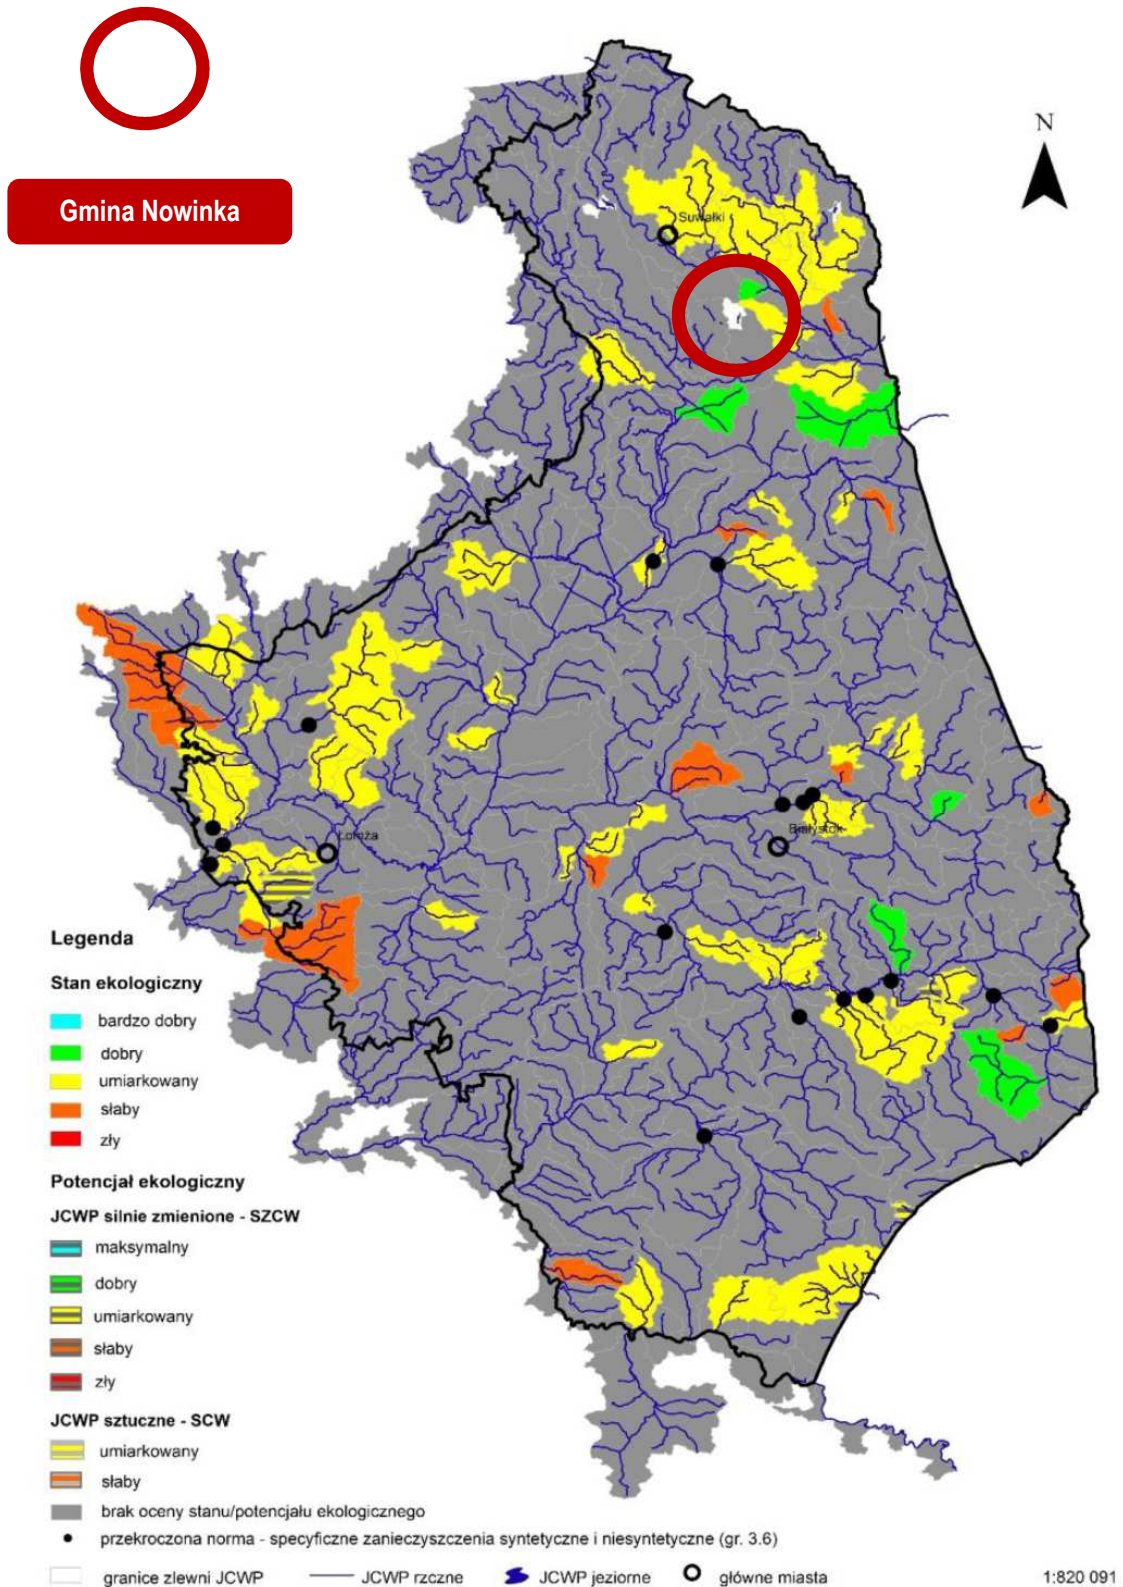 Gmina Nowinka
N
Suwałki
Łomża
Białystok
Legenda
Stan ekologiczny
bardzo dobry
dobry
umiarkowany
słaby
zły
Potencjał ekologiczny
JCWP silnie zmienione - SZCW
maksymalny
dobry
umiarkowany
słaby
zły
JCWP sztuczne - SCW
umiarkowany
słaby
brak oceny stanu/potencjału ekologicznego
przekroczona norma - specyficzne zanieczyszczenia syntetyczne i niesyntetyczne (gr. 3.6)
granice zlewni JCWP JCWP rzczne JCWP jeziorne główne miasta 1:820 091